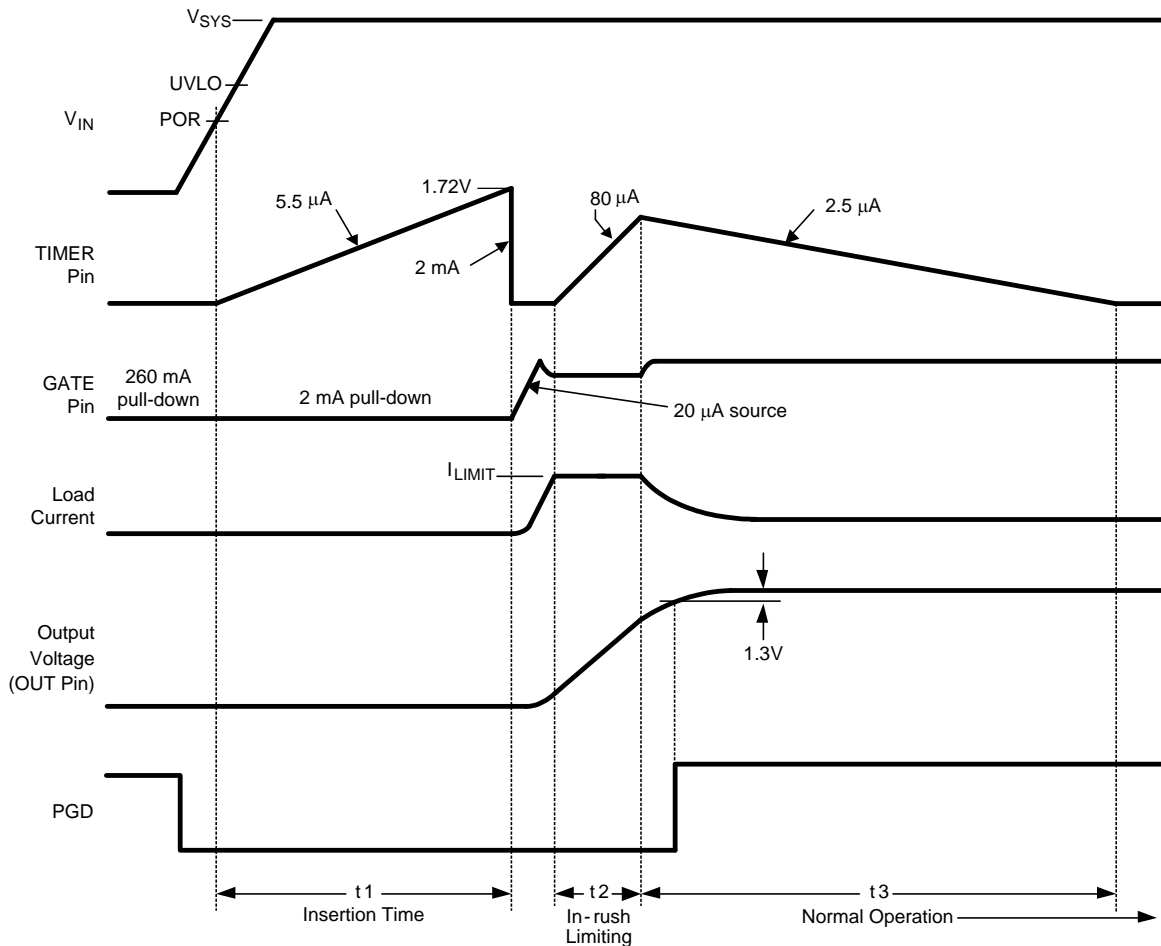 VSYS
UVLO
POR
VIN
1.72V
5.5 μA
80 μA
2.5 μA
TIMER
Pin
2 mA
260 mA
pull-down
GATE
Pin
2 mA pull-down
20 μA source
ILIMIT
Load
Current
Output
Voltage
(OUT Pin)
1.3V
PGD
t1
Insertion Time
t2
In-rush
Limiting
t3
Normal Operation